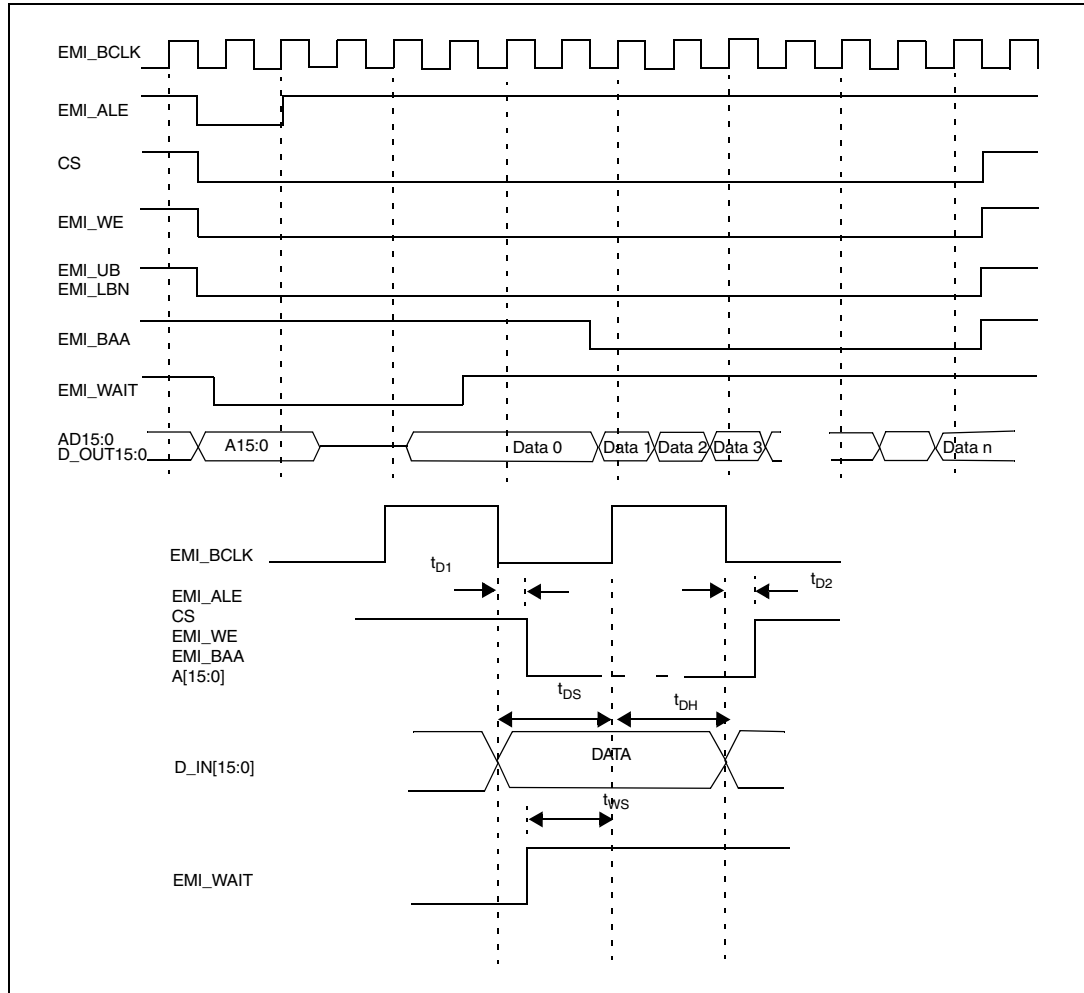 EMI_BCLK
EMI_ALE
CS
EMI_WE
EMI_UB
EMI_LBN
EMI_BAA
EMI_WAIT
AD15:0
D_OUT15:0
A15:0
Data 0
Data 1
Data 2
Data 3
Data n
EMI_BCLK
tD1
tD2
EMI_ALE
CS
EMI_WE
EMI_BAA
A[15:0]
tDS
tDH
D_IN[15:0]
DATA
tWS
EMI_WAIT